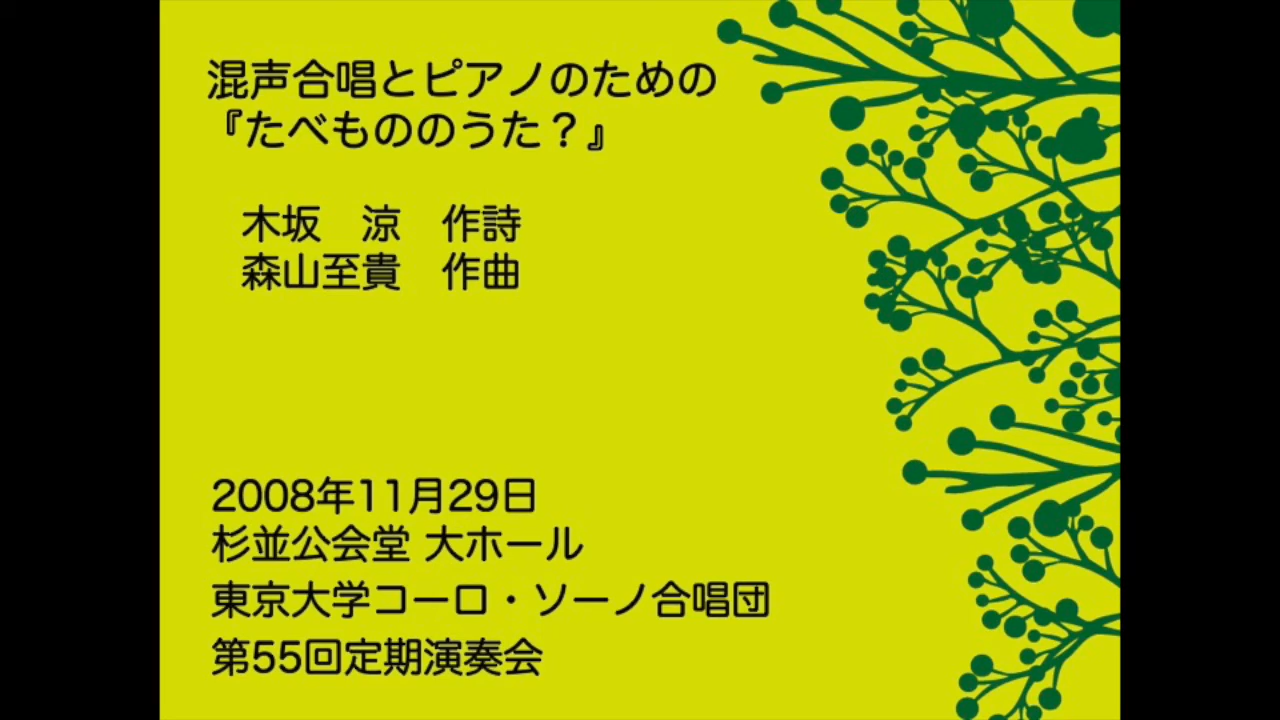 混声合唱とピアノのための
『たべもののうた？』
木坂　涼　作詩
森山至貴　作曲
2008年11月29日
杉並公会堂 大ホール
東京大学コーロ・ソーノ合唱団
第55回定期演奏会